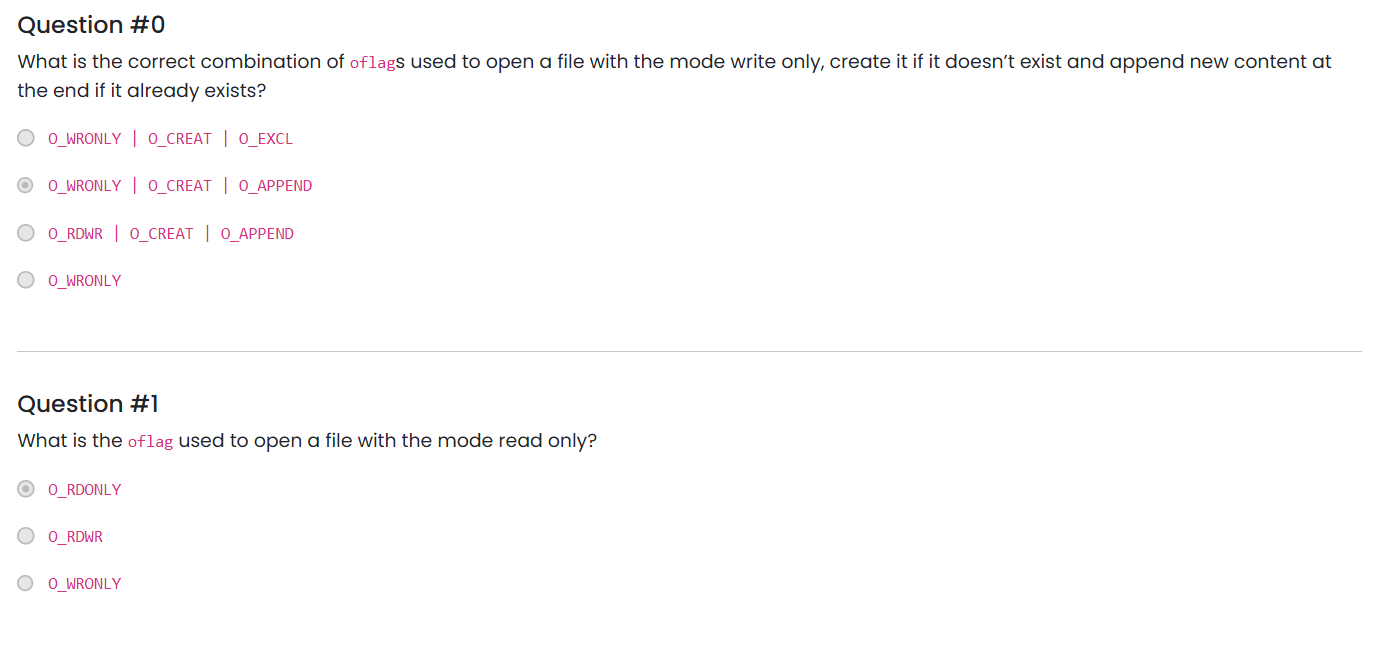 Question #0
What is the correct combination of oflags used to open a file with the mode write only, create it if it doesn’t exist and append new content at
the end if it already exists?
O_WRONLY | O_CREAT | O_EXCL
O_WRONLY | O_CREAT | O_APPEND
O_RDWR | O_CREAT | O_APPEND
O_WRONLY
Question #1
What is the oflag used to open a file with the mode read only?
O_RDONLY
O_RDWR
O_WRONLY